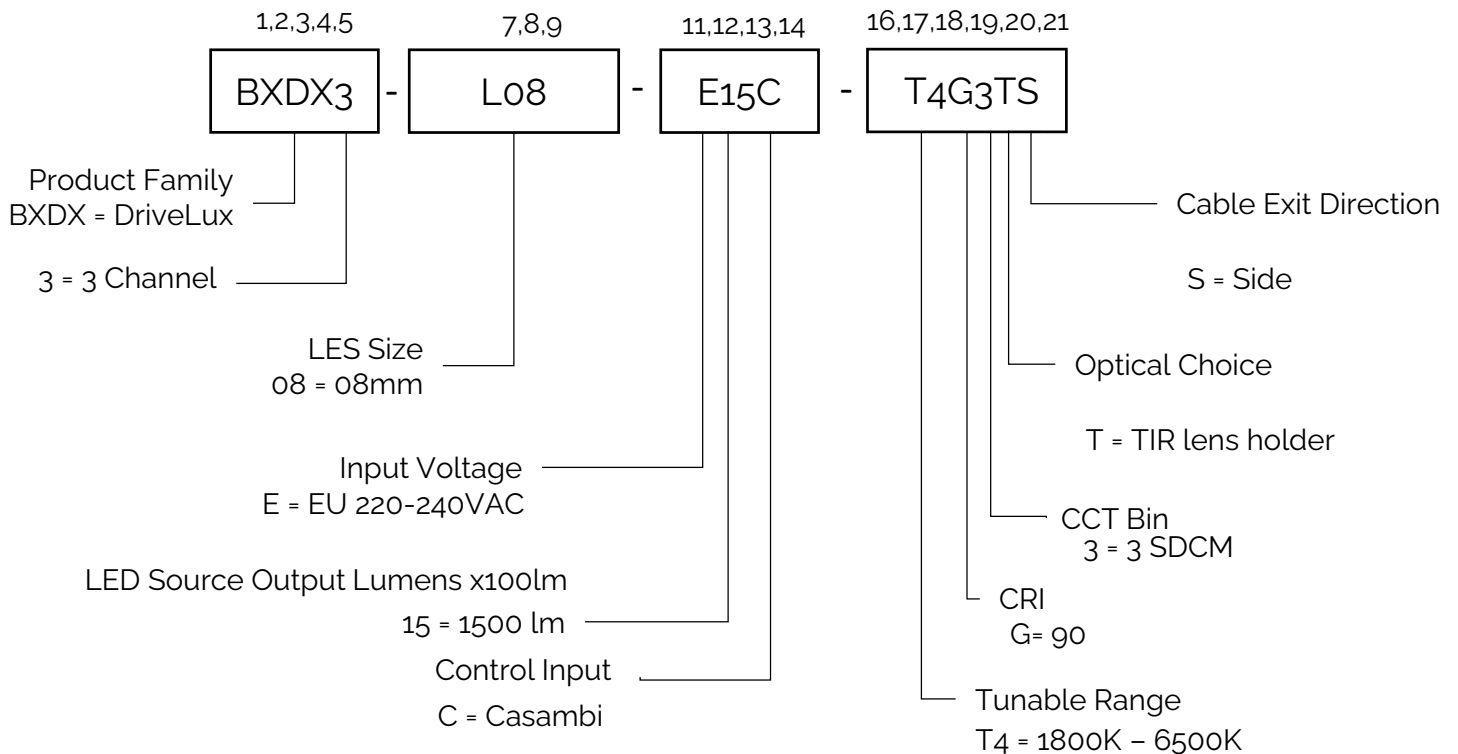 1,2,3,4,5 7,8,9 11,12,13,14 16,17,18,19,20,21
BXDX3 - L08 - E15C - T4G3TS
Product Family
BXDX = DriveLux
3 = 3 Channel
LES Size
08 = 08mm
Input Voltage
E = EU 220-240VAC
LED Source Output Lumens x100lm
15 = 1500 lm
Control Input
C = Casambi
Cable Exit Direction
S = Side
Optical Choice
T = TIR lens holder
CCT Bin
3 = 3 SDCM
CRI
G= 90
Tunable Range
T4 = 1800K – 6500K